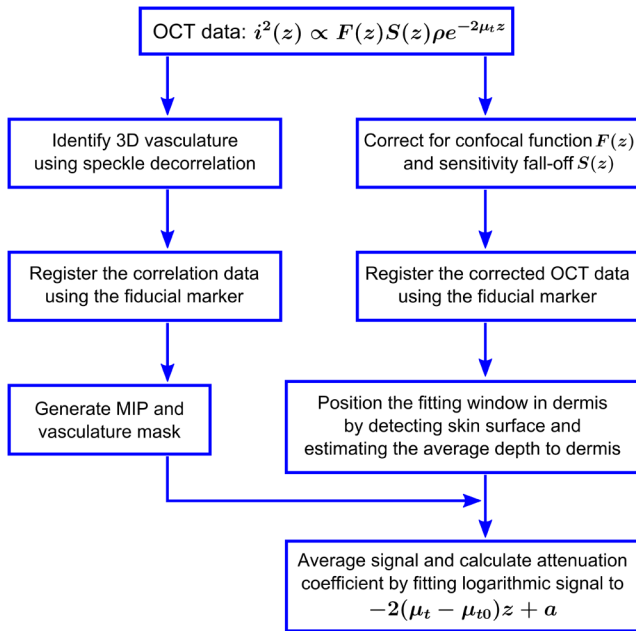 OCT data: i²(z) ∝ F(z)S(z)ρe^{-2μ_t z}
Identify 3D vasculature
using speckle decorrelation
Correct for confocal function F(z)
and sensitivity fall-off S(z)
Register the correlation data
using the fiducial marker
Register the corrected OCT data
using the fiducial marker
Generate MIP and
vasculature mask
Position the fitting window in dermis
by detecting skin surface and
estimating the average depth to dermis
Average signal and calculate attenuation
coefficient by fitting logarithmic signal to
−2(μ_t − μ_{t0})z + a